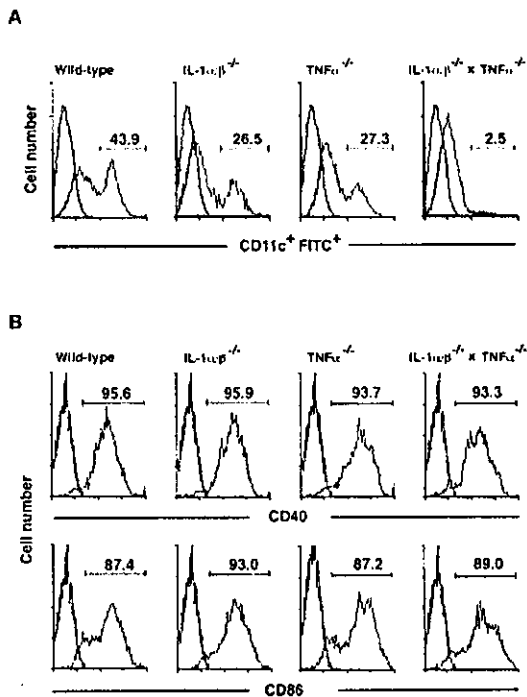 A
Wild-type IL-1α/β-/- TNFα-/- IL-1α/β-/- x TNFα-/-
43.9 26.5 27.3 2.5
Cell number
CD11c+ FITC+
B
Wild-type IL-1α/β-/- TNFα-/- IL-1α/β-/- x TNFα-/-
95.6 95.9 93.7 93.3
CD40
Cell number
87.4 93.0 87.2 89.0
CD86